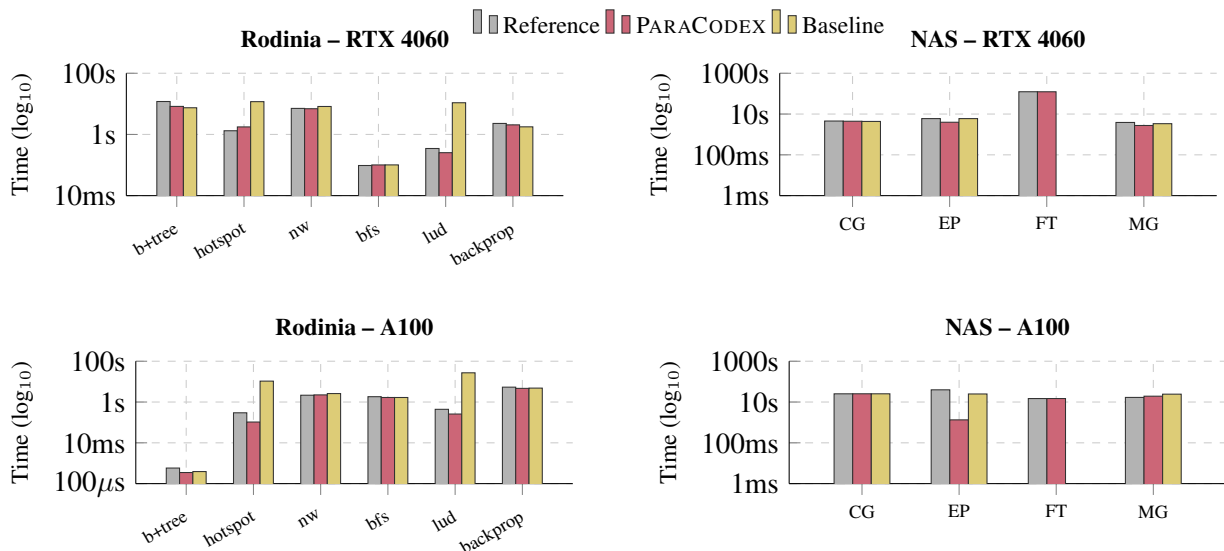 Reference PARACODEX Baseline
Rodinia – RTX 4060
Time (log10)
100s
1s
10ms
b+tree
hotspot
nw
bfs
lud
backprop
NAS – RTX 4060
Time (log10)
1000s
10s
100ms
1ms
CG
EP
FT
MG
Rodinia – A100
Time (log10)
100s
1s
10ms
100μs
b+tree
hotspot
nw
bfs
lud
backprop
NAS – A100
Time (log10)
1000s
10s
100ms
1ms
CG
EP
FT
MG